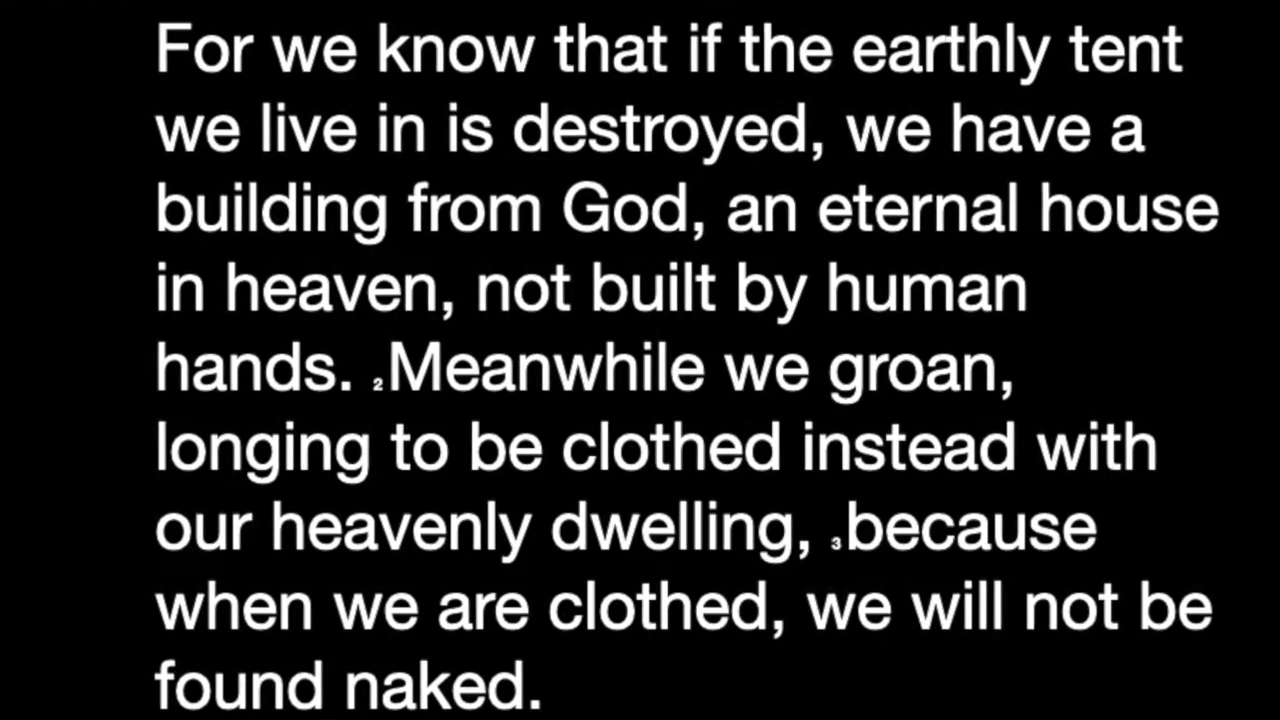 For we know that if the earthly tent
we live in is destroyed, we have a
building from God, an eternal house
in heaven, not built by human
hands. 2Meanwhile we groan,
longing to be clothed instead with
our heavenly dwelling, 3because
when we are clothed, we will not be
found naked.